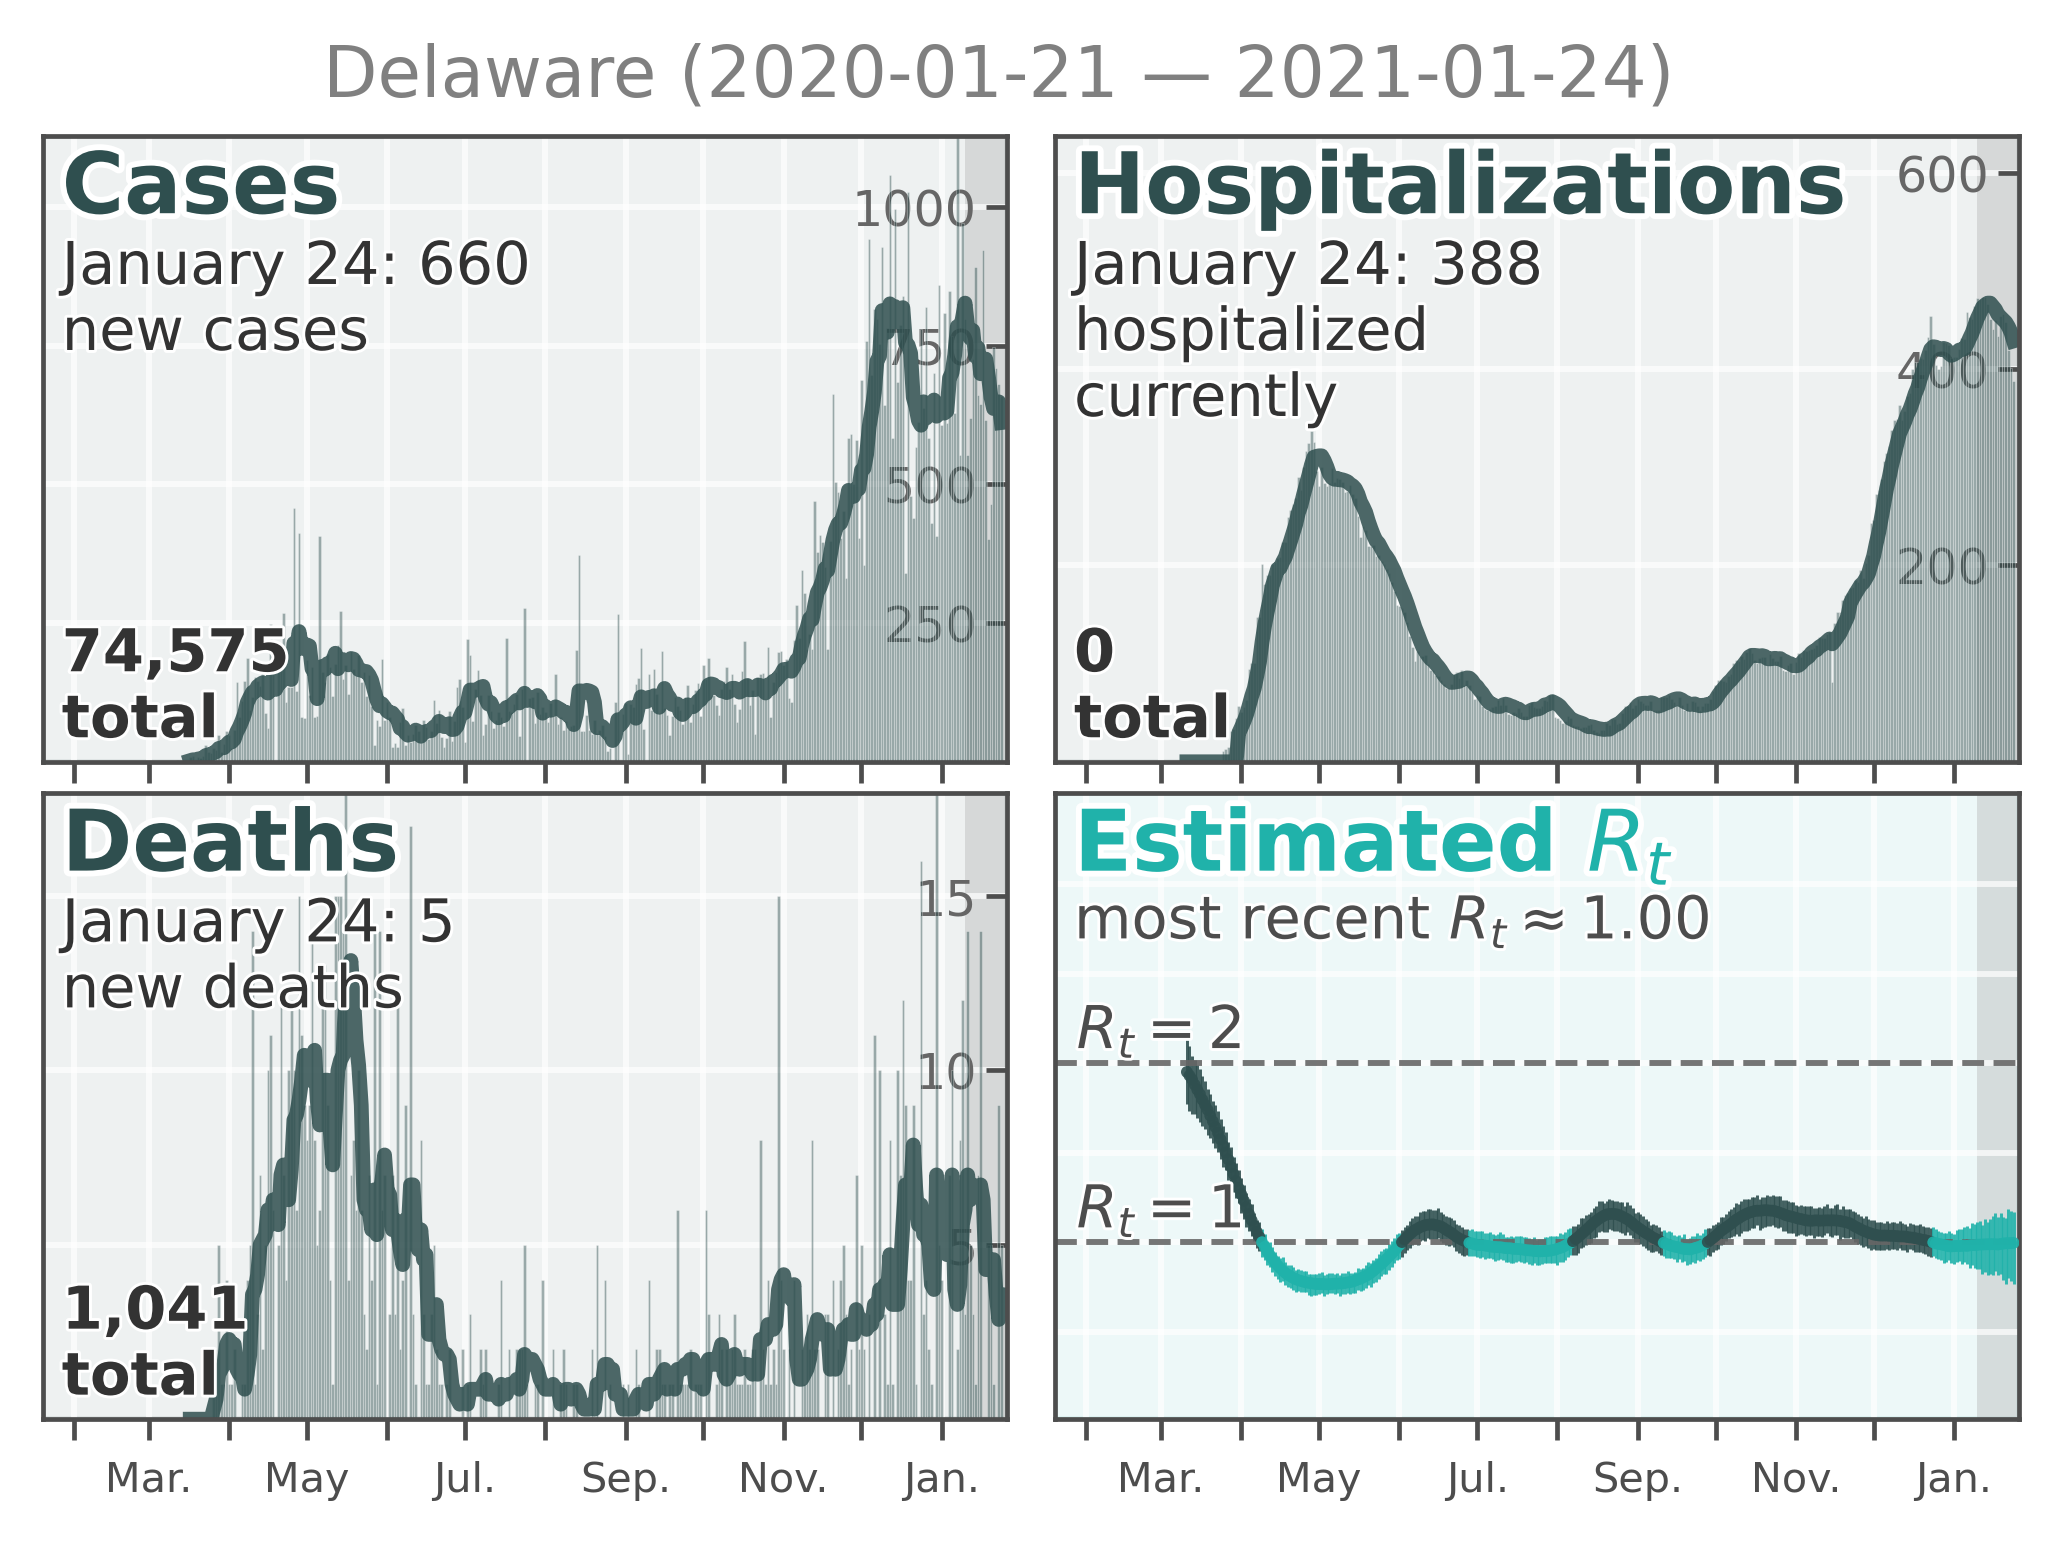 Delaware (2020-01-21 — 2021-01-24)
Cases
January 24: 660
new cases
1000
750
500
250
74,575
total
Hospitalizations
January 24: 388
hospitalized
currently
600
400
200
0
total
Deaths
January 24: 5
new deaths
15
10
5
1,041
total
Mar.
May
Jul.
Sep.
Nov.
Jan.
Estimated Rt
most recent Rt ≈ 1.00
Rt = 2
Rt = 1
Mar.
May
Jul.
Sep.
Nov.
Jan.